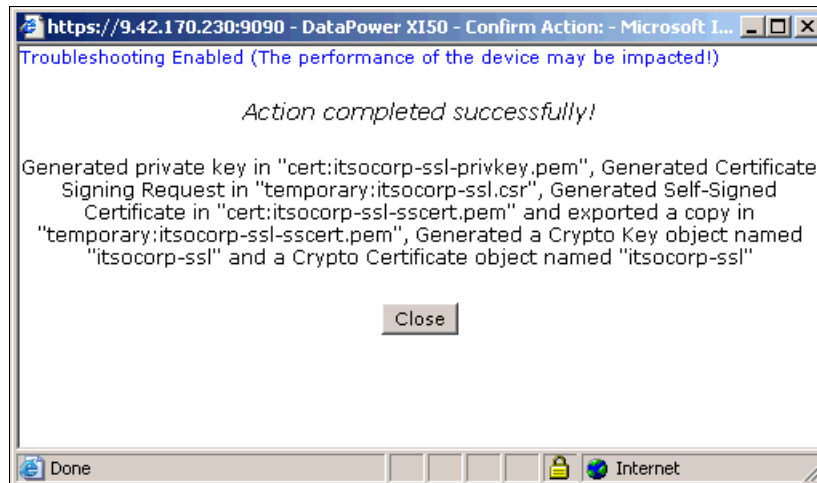 https://9.42.170.230:9090 - DataPower XI50 - Confirm Action: - Microsoft I...
Troubleshooting Enabled (The performance of the device may be impacted!)
Action completed successfully!
Generated private key in "cert:itsocorp-ssl-privkey.pem", Generated Certificate
Signing Request in "temporary:itsocorp-ssl.csr", Generated Self-Signed
Certificate in "cert:itsocorp-ssl-sscert.pem" and exported a copy in
"temporary:itsocorp-ssl-sscert.pem", Generated a Crypto Key object named
"itsocorp-ssl" and a Crypto Certificate object named "itsocorp-ssl"
Close
Done
Internet